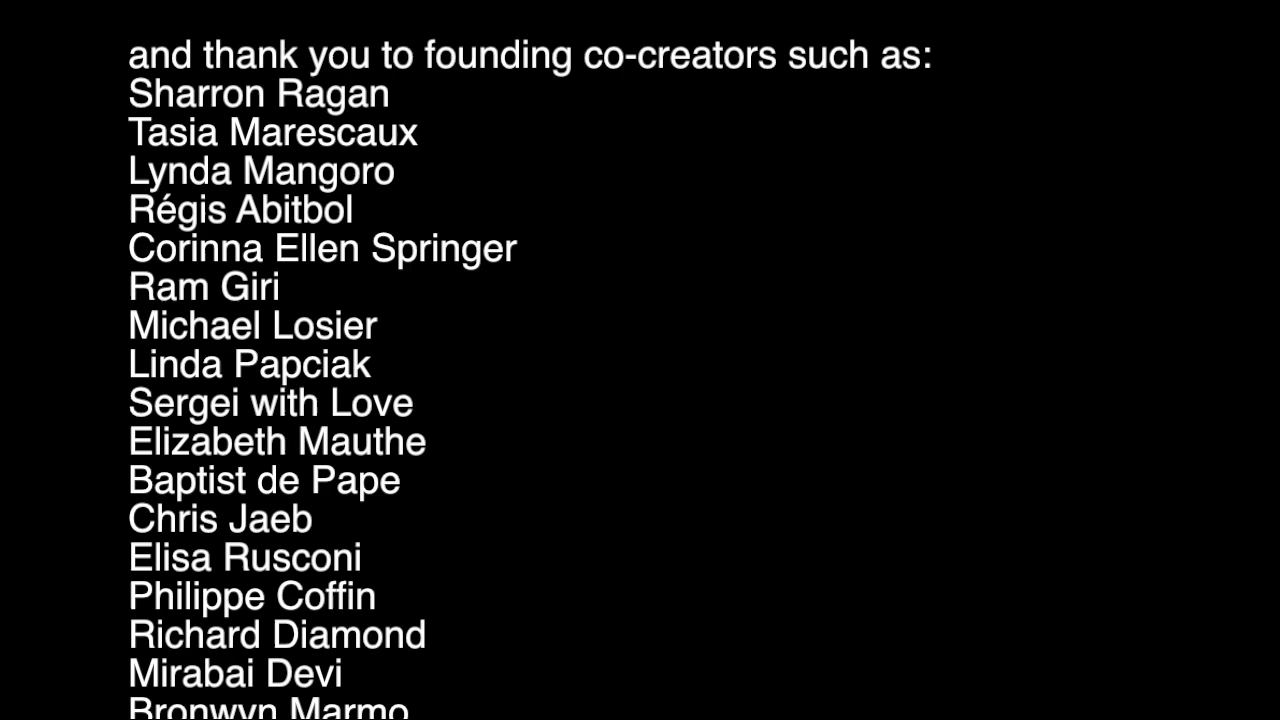 and thank you to founding co-creators such as:
Sharron Ragan
Tasia Marescaux
Lynda Mangoro
Régis Abitbol
Corinna Ellen Springer
Ram Giri
Michael Losier
Linda Papciak
Sergei with Love
Elizabeth Mauthe
Baptist de Pape
Chris Jaeb
Elisa Rusconi
Philippe Coffin
Richard Diamond
Mirabai Devi
Bronwyn Marmo